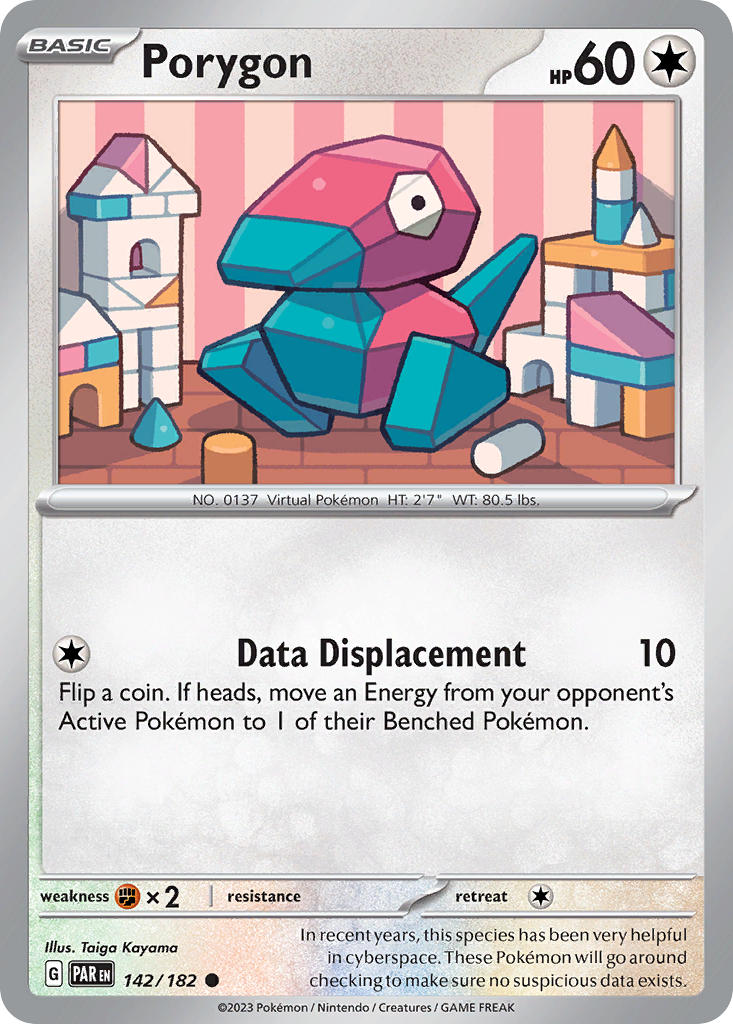 BASIC
Porygon
HP 60
NO. 0137 Virtual Pokémon HT: 2'7" WT: 80.5 lbs.
Data Displacement 10
Flip a coin. If heads, move an Energy from your opponent's
Active Pokémon to 1 of their Benched Pokémon.
weakness ×2 resistance retreat
Illus. Taiga Kayama
In recent years, this species has been very helpful
in cyberspace. These Pokémon will go around
checking to make sure no suspicious data exists.
G PAR EN 142/182
©2023 Pokémon / Nintendo / Creatures / GAME FREAK